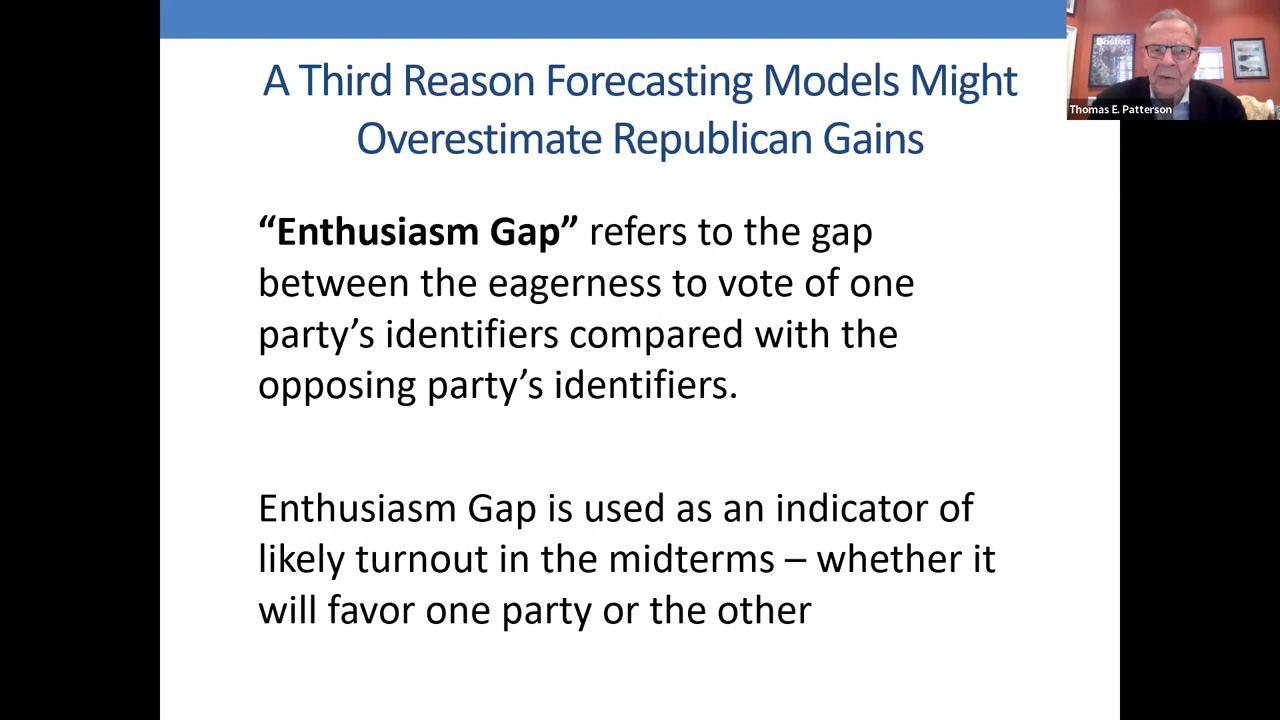 A Third Reason Forecasting Models Might
Overestimate Republican Gains
“Enthusiasm Gap” refers to the gap
between the eagerness to vote of one
party’s identifiers compared with the
opposing party’s identifiers.
Enthusiasm Gap is used as an indicator of
likely turnout in the midterms – whether it
will favor one party or the other
Boston
Thomas E. Patterson